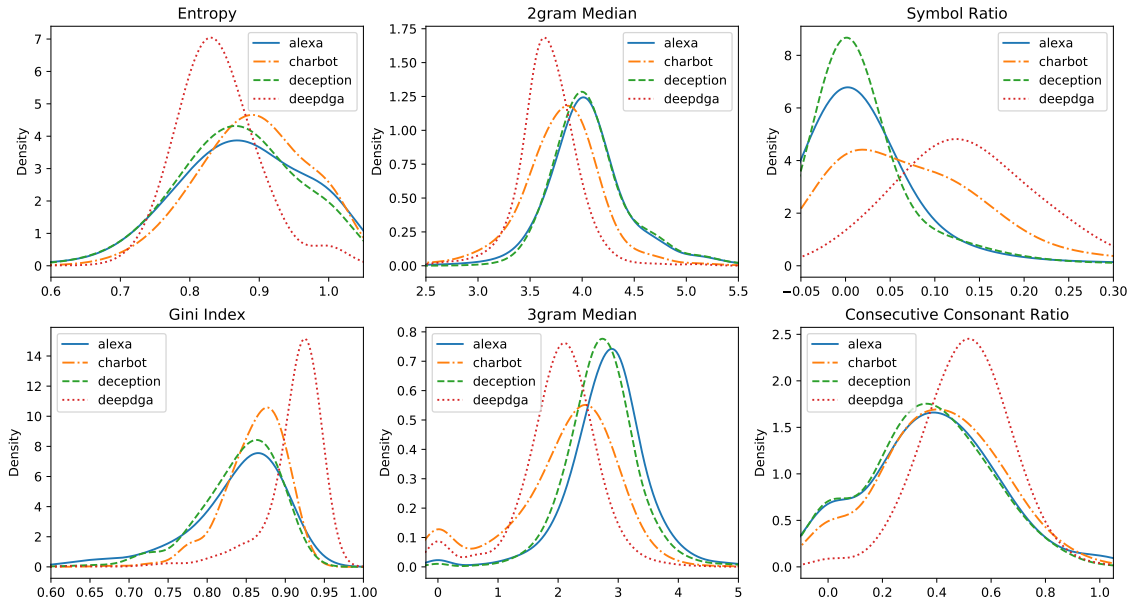 Entropy
7
6
5
4
3
2
1
0
Density
0.6 0.7 0.8 0.9 1.0
alexa
charbot
deception
deepdga
2gram Median
1.75
1.50
1.25
1.00
0.75
0.50
0.25
0.00
Density
2.5 3.0 3.5 4.0 4.5 5.0 5.5
alexa
charbot
deception
deepdga
Symbol Ratio
8
6
4
2
0
Density
−0.05 0.00 0.05 0.10 0.15 0.20 0.25 0.30
alexa
charbot
deception
deepdga
Gini Index
14
12
10
8
6
4
2
0
Density
0.60 0.65 0.70 0.75 0.80 0.85 0.90 0.95 1.00
alexa
charbot
deception
deepdga
3gram Median
0.8
0.7
0.6
0.5
0.4
0.3
0.2
0.1
0.0
Density
0 1 2 3 4 5
alexa
charbot
deception
deepdga
Consecutive Consonant Ratio
2.5
2.0
1.5
1.0
0.5
0.0
Density
0.0 0.2 0.4 0.6 0.8 1.0
alexa
charbot
deception
deepdga